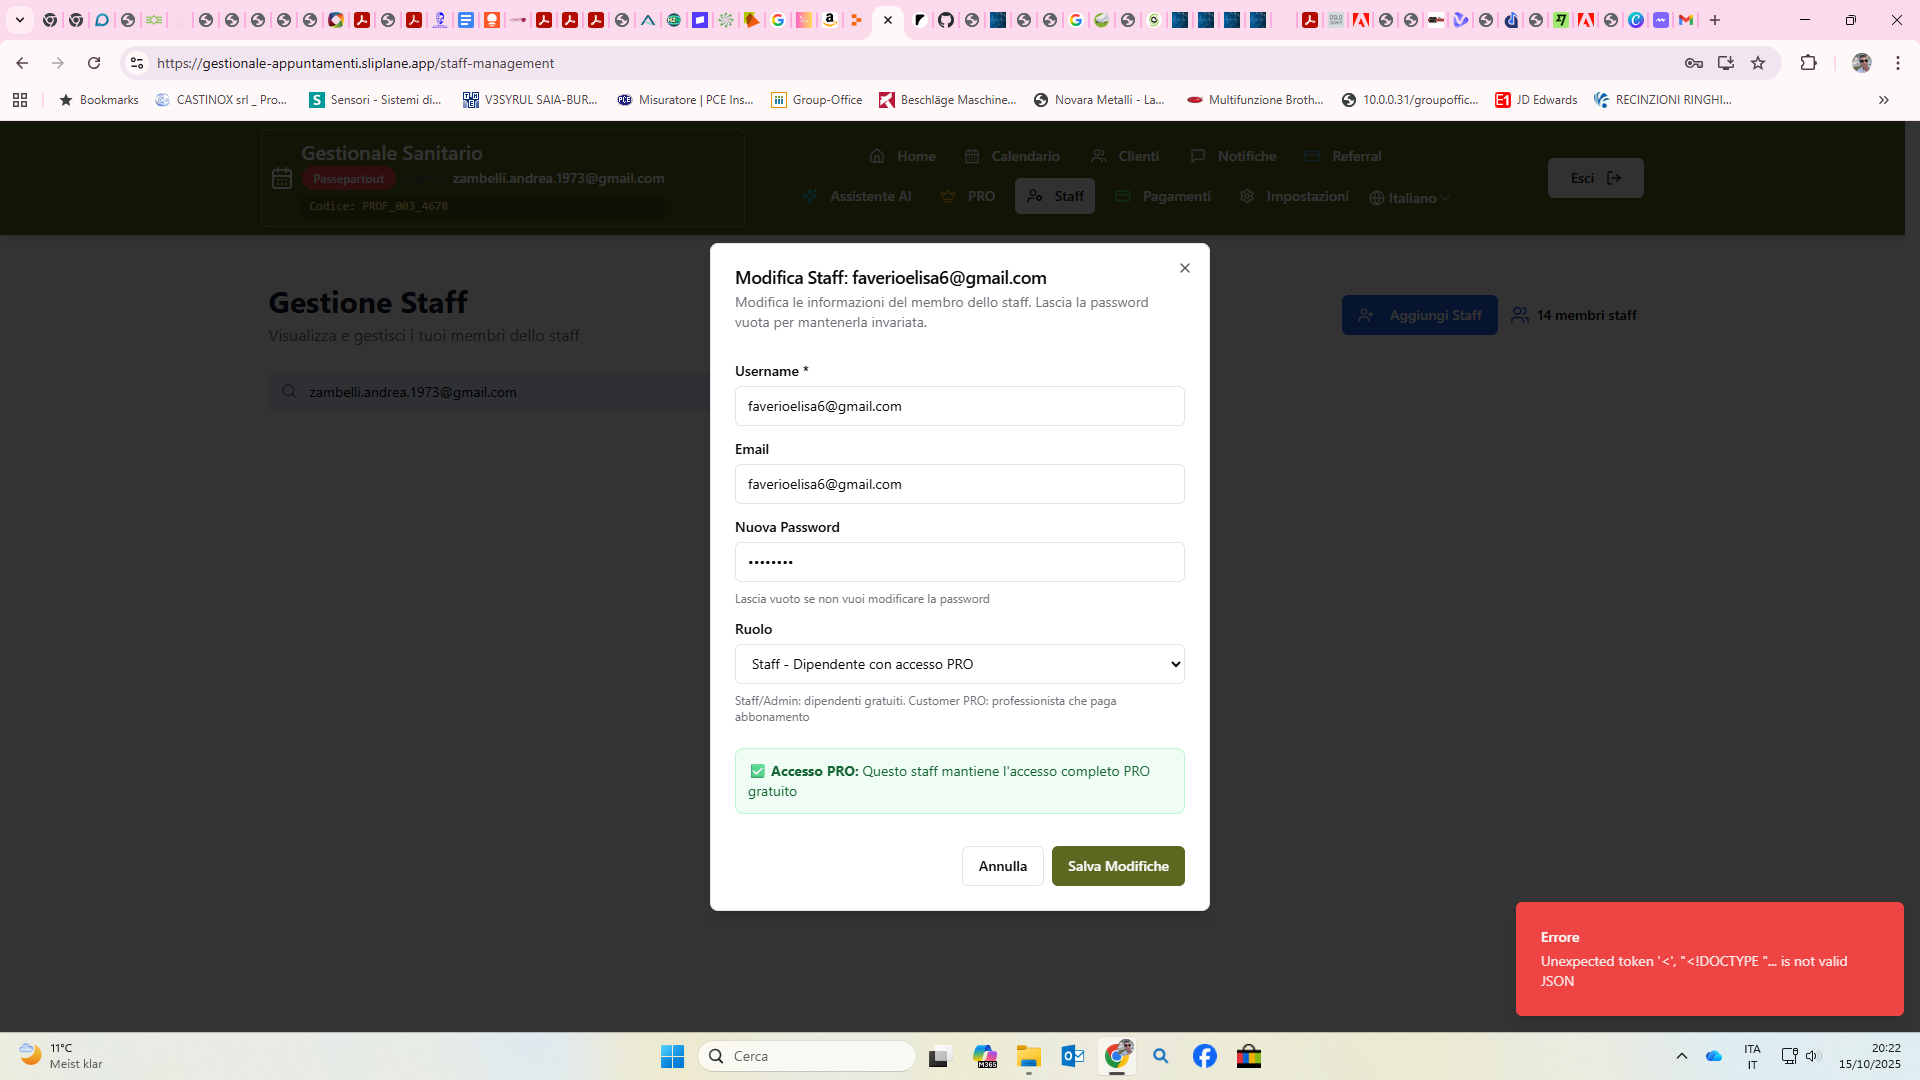 https://gestionale-appuntamenti.sliplane.app/staff-management
Bookmarks
CASTINOX srl _ Pro...
Sensori - Sistemi di...
V3SYRUL SAIA-BUR...
Misuratore | PCE Ins...
Group-Office
Beschläge Maschine...
Novara Metalli - La...
Multifunzione Broth...
10.0.0.31/groupoffic...
JD Edwards
RECINZIONI RINGHI...
Gestionale Sanitario
Passepartout
zambelli.andrea.1973@gmail.com
Codice: PROF_003_4678
Home
Calendario
Clienti
Notifiche
Referral
Assistente AI
PRO
Staff
Pagamenti
Impostazioni
Italiano
Esci
Gestione Staff
Visualizza e gestisci i tuoi membri dello staff
Aggiungi Staff
14 membri staff
zambelli.andrea.1973@gmail.com
Modifica Staff: faverioelisa6@gmail.com
Modifica le informazioni del membro dello staff. Lascia la password
vuota per mantenerla invariata.
Username *
faverioelisa6@gmail.com
Email
faverioelisa6@gmail.com
Nuova Password
••••••••
Lascia vuoto se non vuoi modificare la password
Ruolo
Staff - Dipendente con accesso PRO
Staff/Admin: dipendenti gratuiti. Customer PRO: professionista che paga
abbonamento
✅ Accesso PRO: Questo staff mantiene l'accesso completo PRO
gratuito
Annulla
Salva Modifiche
Errore
Unexpected token '<', "<!DOCTYPE "... is not valid
JSON
11°C
Meist klar
Cerca
ITA
IT
20:22
15/10/2025